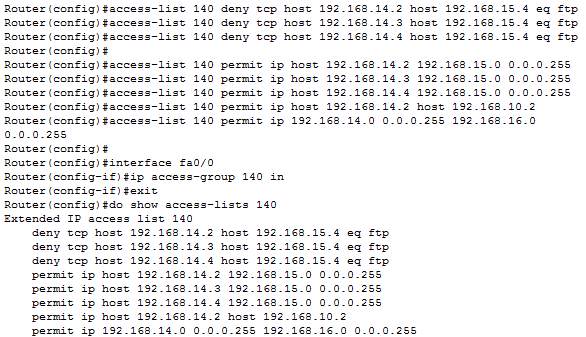 Router(config)#access-list 140 deny tcp host 192.168.14.2 host 192.168.15.4 eq ftp
Router(config)#access-list 140 deny tcp host 192.168.14.3 host 192.168.15.4 eq ftp
Router(config)#access-list 140 deny tcp host 192.168.14.4 host 192.168.15.4 eq ftp
Router(config)#
Router(config)#access-list 140 permit ip host 192.168.14.2 192.168.15.0 0.0.0.255
Router(config)#access-list 140 permit ip host 192.168.14.3 192.168.15.0 0.0.0.255
Router(config)#access-list 140 permit ip host 192.168.14.4 192.168.15.0 0.0.0.255
Router(config)#access-list 140 permit ip host 192.168.14.2 host 192.168.10.2
Router(config)#access-list 140 permit ip 192.168.14.0 0.0.0.255 192.168.16.0
0.0.0.255
Router(config)#
Router(config)#interface fa0/0
Router(config-if)#ip access-group 140 in
Router(config-if)#exit
Router(config)#do show access-lists 140
Extended IP access list 140
    deny tcp host 192.168.14.2 host 192.168.15.4 eq ftp
    deny tcp host 192.168.14.3 host 192.168.15.4 eq ftp
    deny tcp host 192.168.14.4 host 192.168.15.4 eq ftp
    permit ip host 192.168.14.2 192.168.15.0 0.0.0.255
    permit ip host 192.168.14.3 192.168.15.0 0.0.0.255
    permit ip host 192.168.14.4 192.168.15.0 0.0.0.255
    permit ip host 192.168.14.2 host 192.168.10.2
    permit ip 192.168.14.0 0.0.0.255 192.168.16.0 0.0.0.255